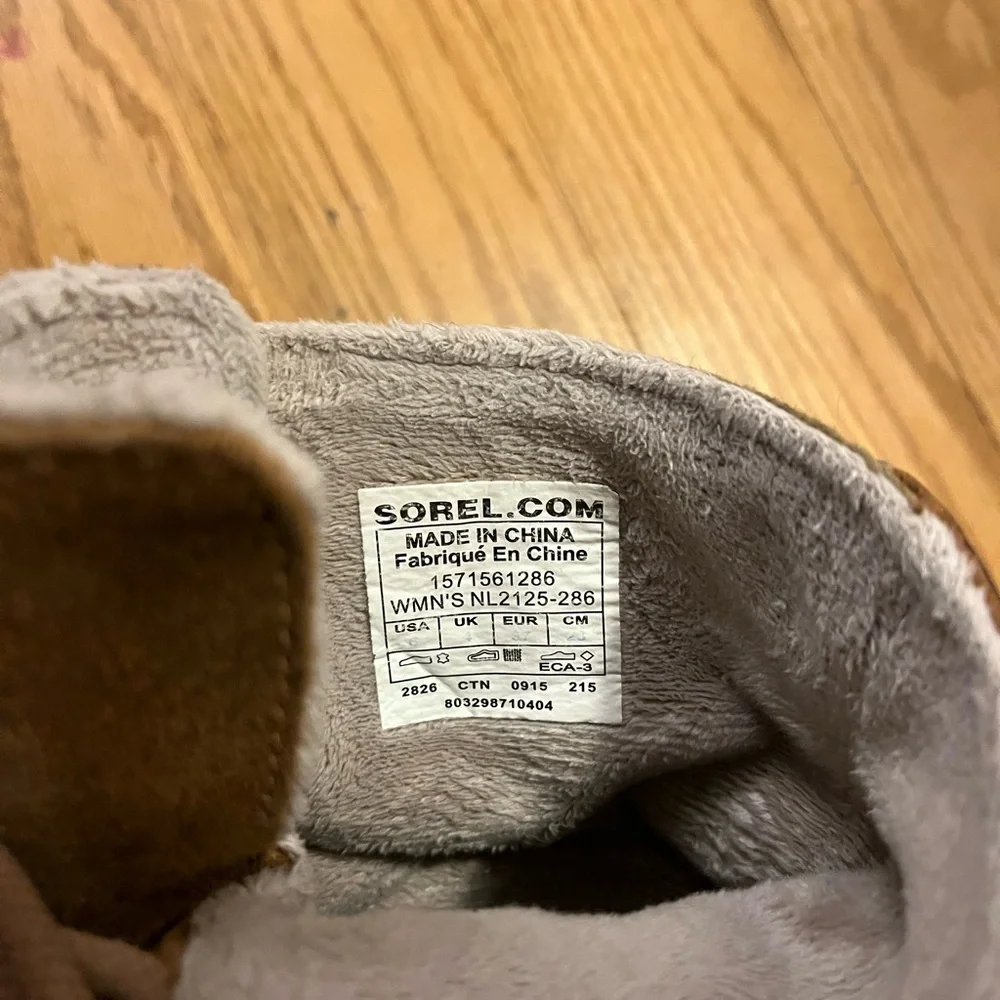 SOREL.COM
MADE IN CHINA
Fabriqué En Chine
1571561286
WMN'S NL2125-286
USA UK EUR CM
ECA-3
2826 CTN 0915 215
803298710404